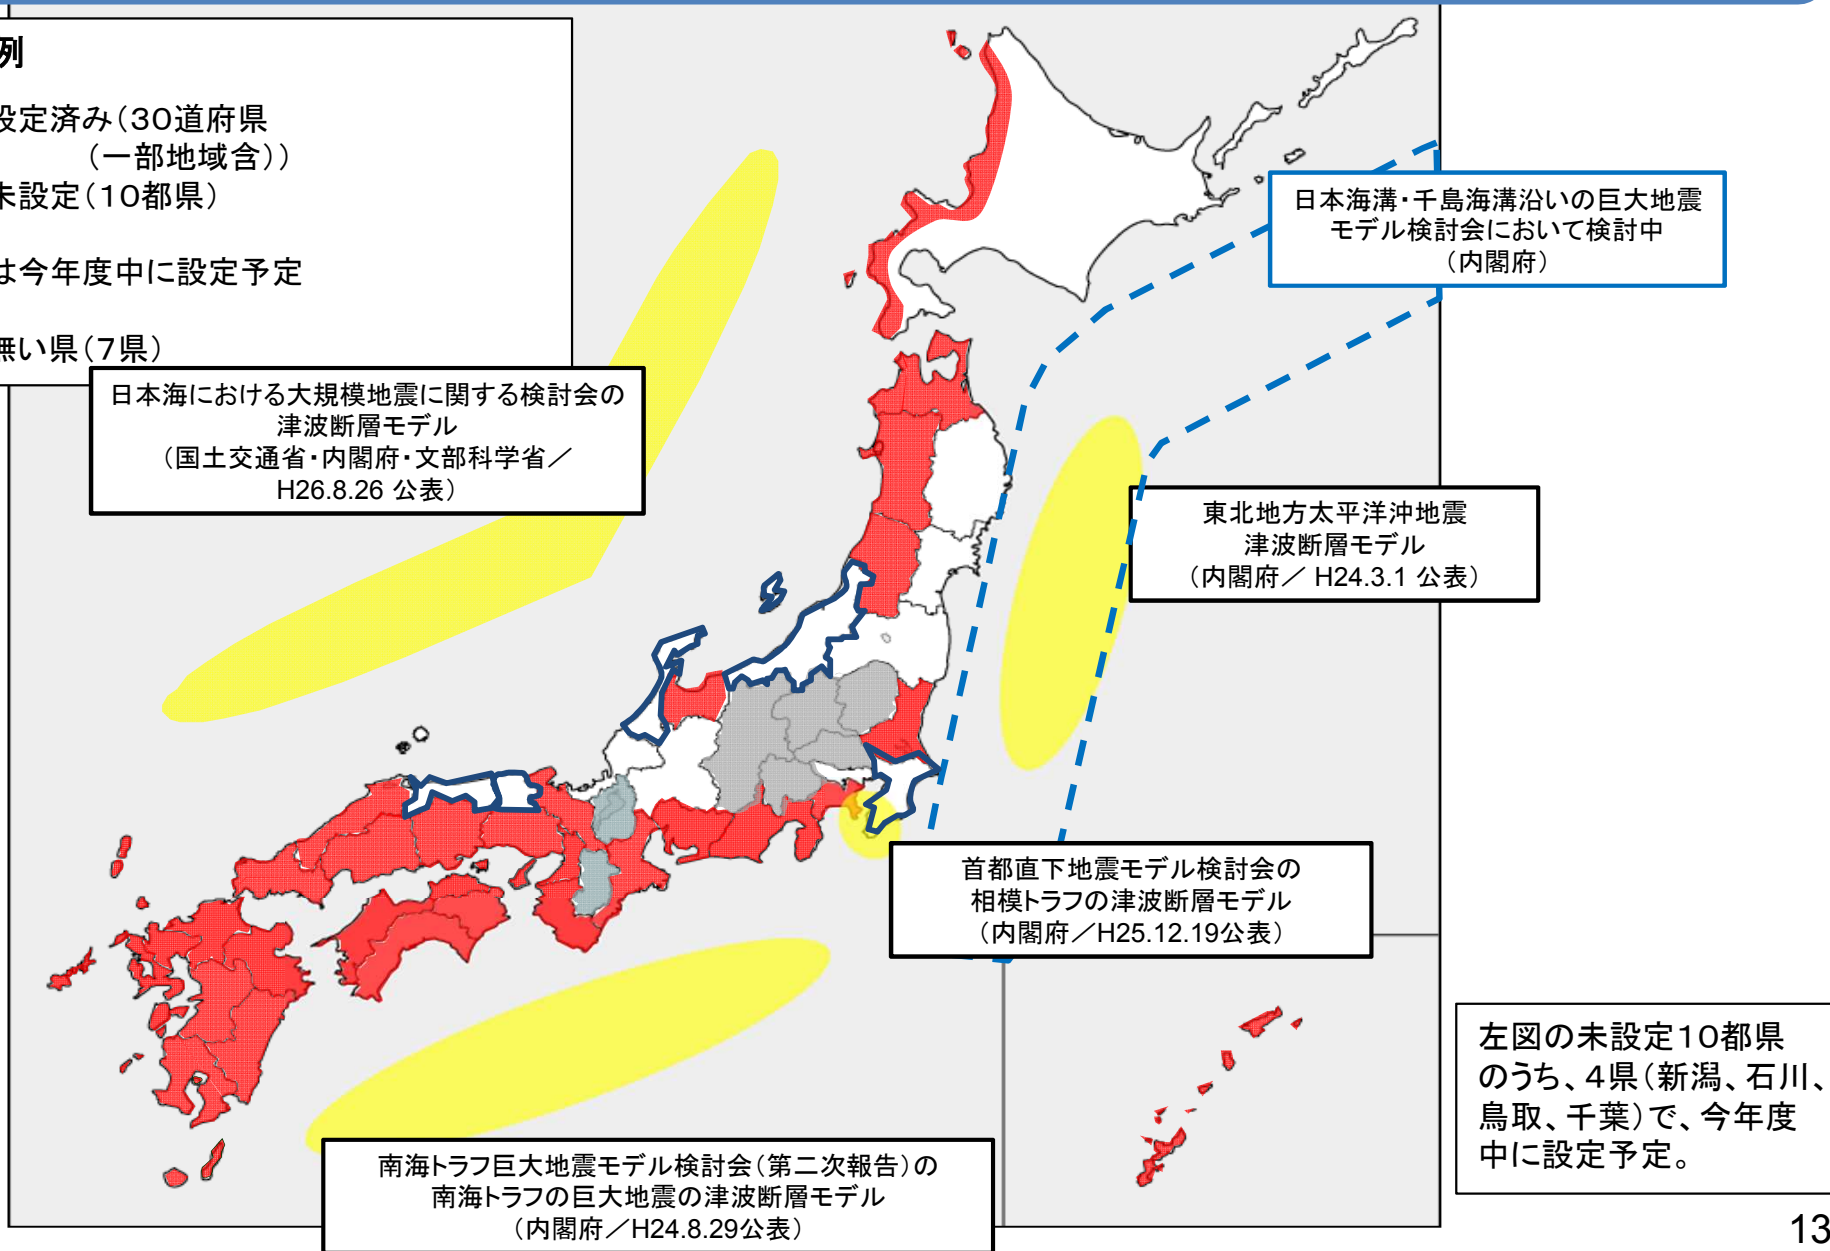 例
設定済み（30道府県
（一部地域含））
未設定（10都県）
は今年度中に設定予定
無い県（7県）
日本海における大規模地震に関する検討会の
津波断層モデル
（国土交通省・内閣府・文部科学省／
H26.8.26 公表）
日本海溝・千島海溝沿いの巨大地震
モデル検討会において検討中
（内閣府）
東北地方太平洋沖地震
津波断層モデル
（内閣府／ H24.3.1 公表）
首都直下地震モデル検討会の
相模トラフの津波断層モデル
（内閣府／H25.12.19公表）
南海トラフ巨大地震モデル検討会（第二次報告）の
南海トラフの巨大地震の津波断層モデル
（内閣府／H24.8.29公表）
左図の未設定10都県
のうち、4県（新潟、石川、
鳥取、千葉）で、今年度
中に設定予定。
13